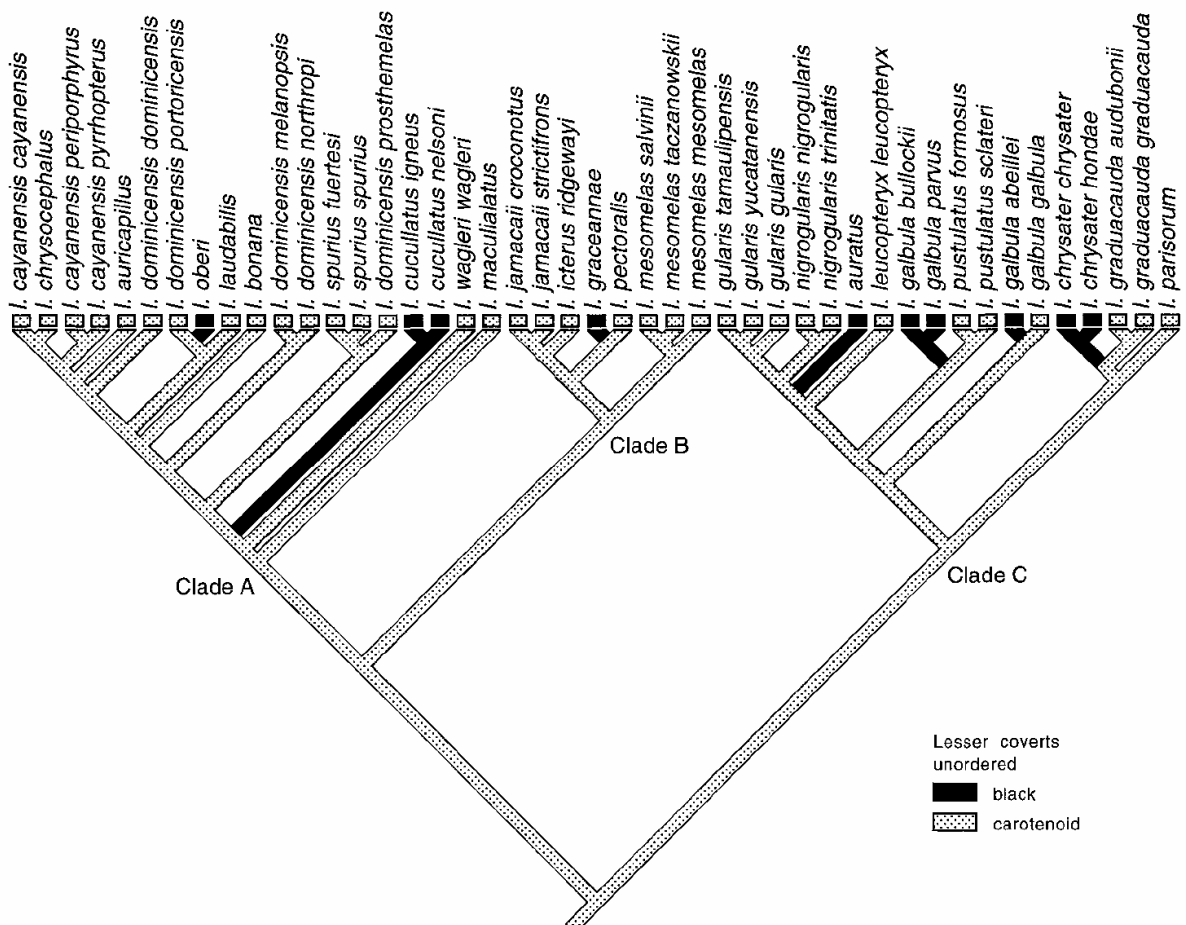 I. cayanensis cayanensis
I. chrysocephalus
I. cayanensis periporphyrus
I. cayanensis pyrrhopterus
I. auricapillus
I. dominicensis dominicensis
I. dominicensis portoricensis
I. oberi
I. laudabilis
I. bonana
I. dominicensis melanopsis
I. dominicensis northropi
I. spurius fuertesi
I. spurius spurius
I. dominicensis prosthemelas
I. cucullatus igneus
I. cucullatus nelsoni
I. wagleri wagleri
I. maculialatus
I. jamacaii croconotus
I. jamacaii strictifrons
I. icterus ridgewayi
I. graceannae
I. pectoralis
I. mesomelas salvinii
I. mesomelas taczanowskii
I. mesomelas mesomelas
I. gularis tamaulipensis
I. gularis yucatanensis
I. gularis gularis
I. nigrogularis nigrogularis
I. nigrogularis trinitatis
I. auratus
I. leucopteryx leucopteryx
I. galbula bullockii
I. galbula parvus
I. pustulatus formosus
I. pustulatus sclateri
I. galbula abeillei
I. galbula galbula
I. chrysater chrysater
I. chrysater hondae
I. graduacauda audubonii
I. graduacauda graduacauda
I. parisorum
Clade B
Clade A
Clade C
Lesser coverts
unordered
black
carotenoid